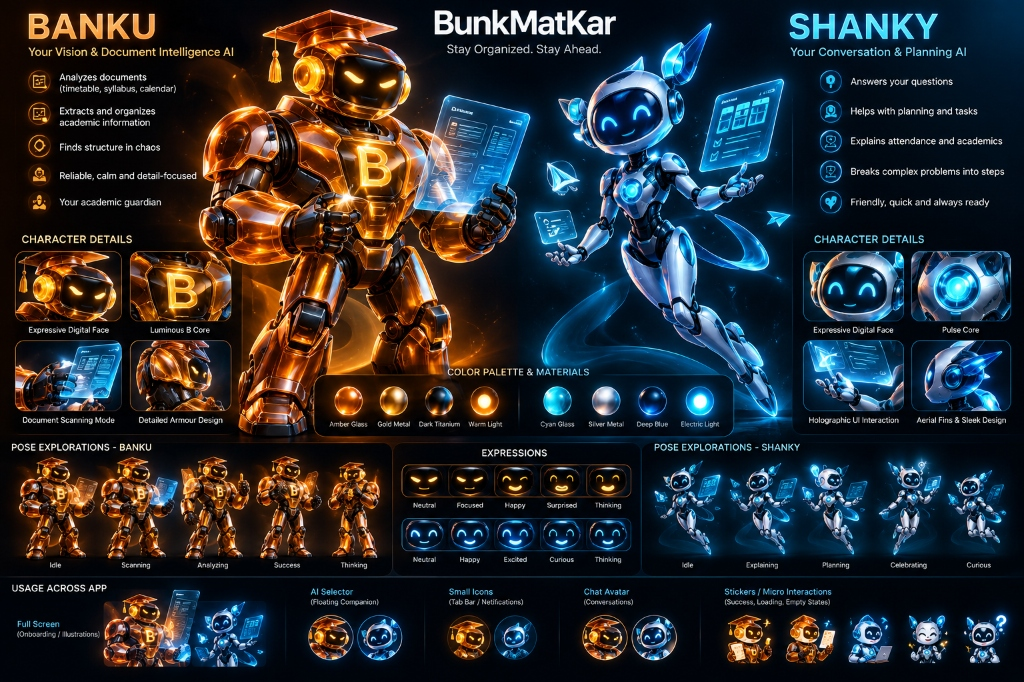 BANKU
Your Vision & Document Intelligence AI
Analyzes documents
(timetable, syllabus, calendar)
Extracts and organizes
academic information
Finds structure in chaos
Reliable, calm and detail-focused
Your academic guardian
BunkMatKar
Stay Organized. Stay Ahead.
SHANKY
Your Conversation & Planning AI
Answers your questions
Helps with planning and tasks
Explains attendance and academics
Breaks complex problems into steps
Friendly, quick and always ready
B
CHARACTER DETAILS
B
Expressive Digital Face
Luminous B Core
Document Scanning Mode
Detailed Armour Design
CHARACTER DETAILS
Expressive Digital Face
Pulse Core
Holographic UI Interaction
Aerial Fins & Sleek Design
COLOR PALETTE & MATERIALS
Amber Glass
Gold Metal
Dark Titanium
Warm Light
Cyan Glass
Silver Metal
Deep Blue
Electric Light
POSE EXPLORATIONS - BANKU
B
B
B
B
B
Idle
Scanning
Analyzing
Success
Thinking
EXPRESSIONS
Neutral
Focused
Happy
Surprised
Thinking
Neutral
Happy
Excited
Curious
Thinking
POSE EXPLORATIONS - SHANKY
Idle
Explaining
Planning
Celebrating
Curious
USAGE ACROSS APP
Full Screen
(Onboarding / Illustrations)
B
AI Selector
(Floating Companion)
Small Icons
(Tab Bar / Notifications)
Chat Avatar
(Conversations)
Stickers / Micro Interactions
(Success, Loading, Empty States)
?